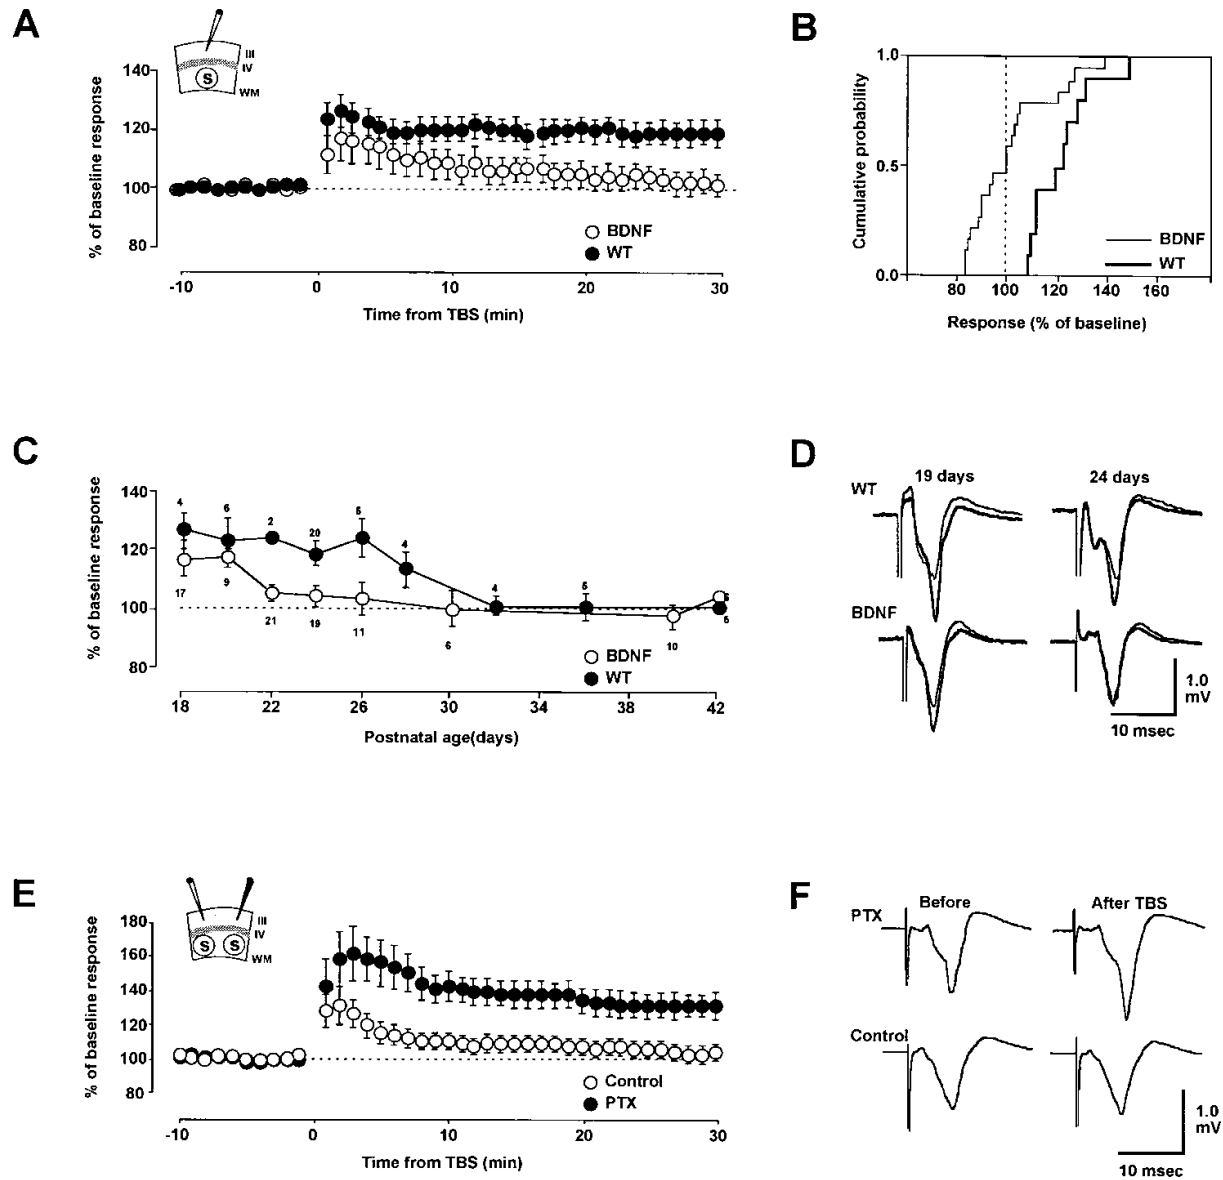 A
III
IV
S
WM
% of baseline response
140
120
100
80
BDNF
WT
-10
0
10
20
30
Time from TBS (min)
B
Cumulative probability
1.0
0.5
0.0
BDNF
WT
80
100
120
140
160
Response (% of baseline)
C
% of baseline response
140
120
100
80
4
6
2
20
5
4
4
5
17
9
21
19
11
6
10
6
BDNF
WT
18
22
26
30
34
38
42
Postnatal age(days)
D
19 days
24 days
WT
BDNF
1.0
mV
10 msec
E
III
IV
S S
WM
% of baseline response
180
160
140
120
100
80
Control
PTX
-10
0
10
20
30
Time from TBS (min)
F
Before
After TBS
PTX
Control
1.0
mV
10 msec